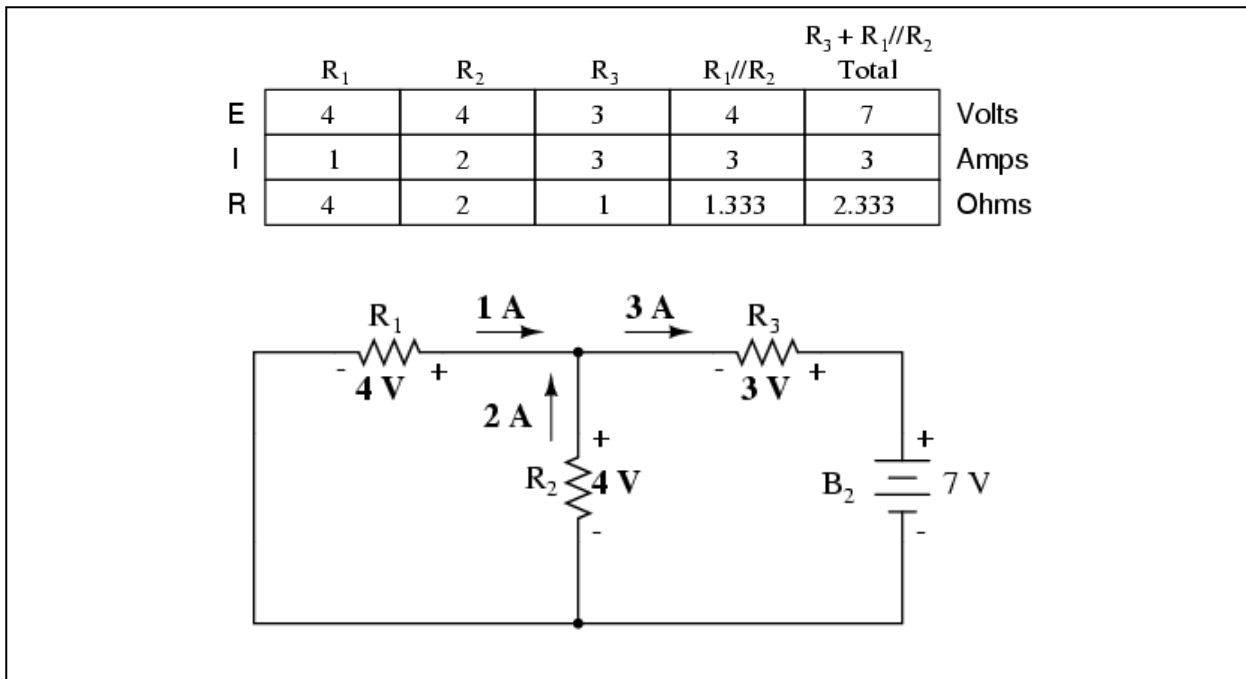 R₃ + R₁//R₂
R₁ R₂ R₃ R₁//R₂ Total
E 4 4 3 4 7 Volts
I 1 2 3 3 3 Amps
R 4 2 1 1.333 2.333 Ohms
R₁ 1 A 3 A R₃
- + - +
4 V 3 V
2 A
+ +
R₂ 4 V B₂ 7 V
- -